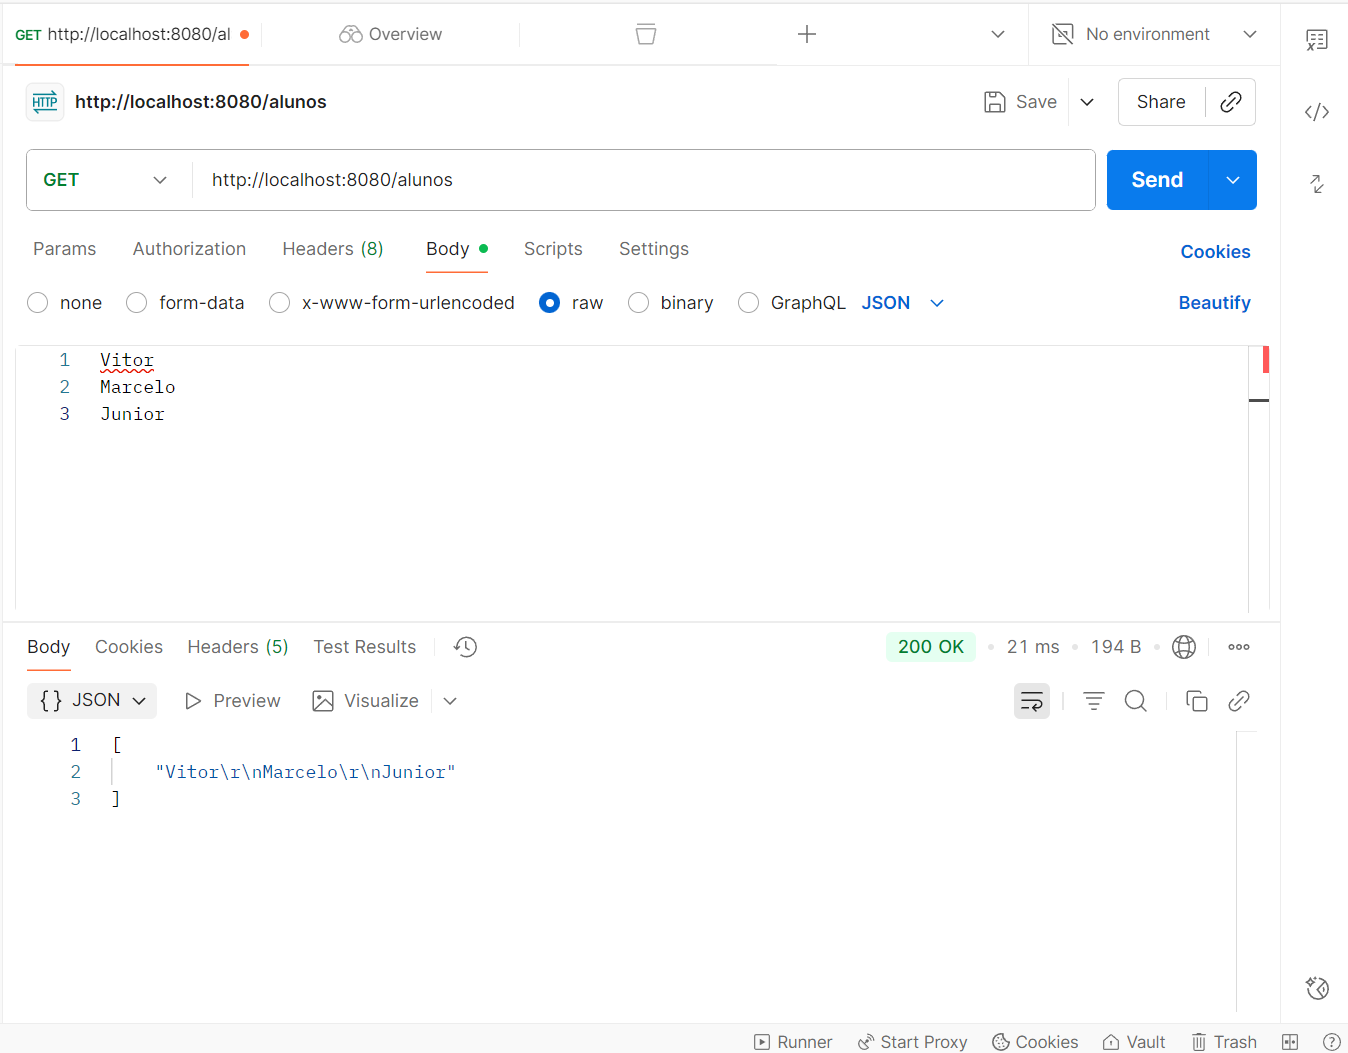 GET http://localhost:8080/al Overview No environment
HTTP http://localhost:8080/alunos Save Share
GET http://localhost:8080/alunos Send
Params Authorization Headers (8) Body Scripts Settings Cookies
none form-data x-www-form-urlencoded raw binary GraphQL JSON Beautify
1 Vitor
2 Marcelo
3 Junior
Body Cookies Headers (5) Test Results 200 OK • 21 ms • 194 B •
{} JSON Preview Visualize
1 [
2 "Vitor\r\nMarcelo\r\nJunior"
3 ]
Runner Start Proxy Cookies Vault Trash